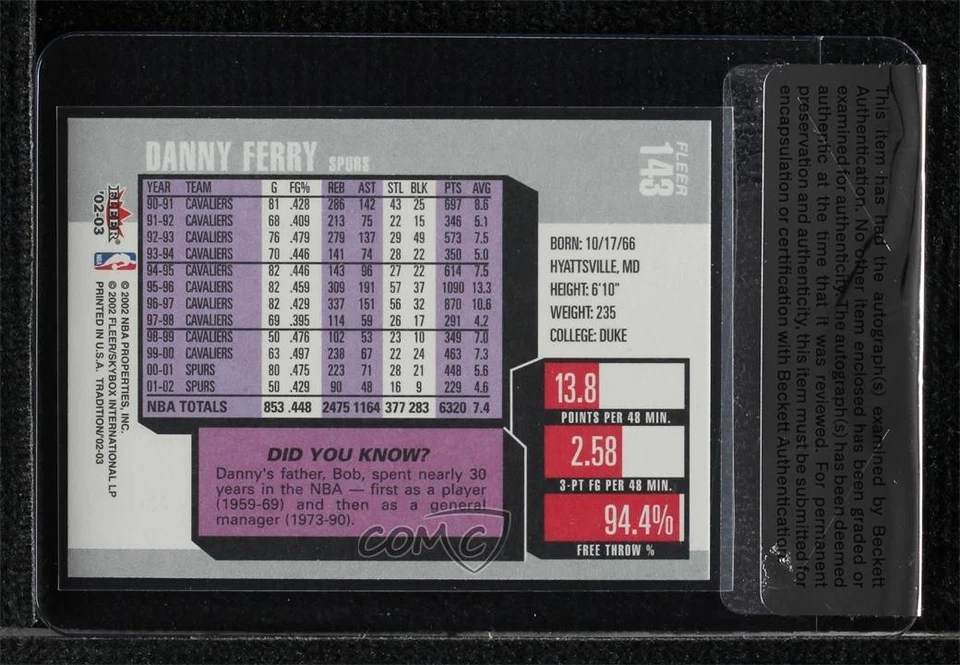 DANNY FERRY SPURS
FLEER
143
YEAR TEAM G FG% REB AST STL BLK PTS AVG
90-91 CAVALIERS 81 .428 286 142 43 25 697 8.6
91-92 CAVALIERS 68 .409 213 75 22 15 346 5.1
92-93 CAVALIERS 76 .479 279 137 29 49 573 7.5
93-94 CAVALIERS 70 .446 141 74 28 22 350 5.0
94-95 CAVALIERS 82 .446 143 96 27 22 614 7.5
95-96 CAVALIERS 82 .459 309 191 57 37 1090 13.3
96-97 CAVALIERS 82 .429 337 151 56 32 870 10.6
97-98 CAVALIERS 69 .395 114 59 26 17 291 4.2
98-99 CAVALIERS 50 .476 102 53 23 10 349 7.0
99-00 CAVALIERS 63 .497 238 67 22 24 463 7.3
00-01 SPURS 80 .475 223 71 28 21 448 5.6
01-02 SPURS 50 .429 90 48 16 9 229 4.6
NBA TOTALS 853 .448 2475 1164 377 283 6320 7.4
DID YOU KNOW?
Danny's father, Bob, spent nearly 30
years in the NBA — first as a player
(1959-69) and then as a general
manager (1973-90).
BORN: 10/17/66
HYATTSVILLE, MD
HEIGHT: 6'10"
WEIGHT: 235
COLLEGE: DUKE
13.8
POINTS PER 48 MIN.
2.58
3-PT FG PER 48 MIN.
94.4%
FREE THROW %
FLEER
'02-03
NBA
© 2002 NBA PROPERTIES, INC.
© 2002 FLEER/SKYBOX INTERNATIONAL LP
PRINTED IN U.S.A. TRADITION/'02-03
COMC
This item has had the autograph(s) examined by Beckett
Authentication. No other item enclosed has been graded or
examined for authenticity. The autograph(s) has been deemed
authentic at the time that it was reviewed. For permanent
preservation and authenticity, this item must be submitted for
encapsulation or certification with Beckett Authentication.